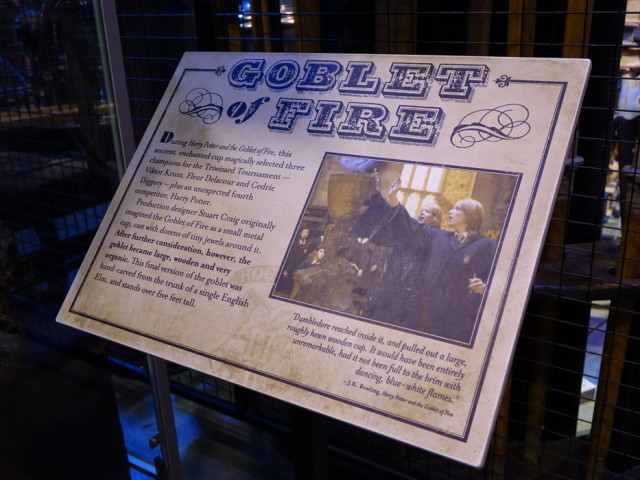 GOBLET
of FIRE
During Harry Potter and the Goblet of Fire, this
ancient, enchanted cup magically selected three
champions for the Triwizard Tournament —
Viktor Krum, Fleur Delacour and Cedric
Diggory – plus an unexpected fourth
competitor, Harry Potter.
Production designer Stuart Craig originally
imagined the Goblet of Fire as a small metal
cup, cast with dozens of tiny jewels around it.
After further consideration, however, the
goblet became large, wooden and very
organic. This final version of the goblet was
hand-carved from the trunk of a single English
Elm, and stands over five feet tall.
"Dumbledore reached inside it, and pulled out a large,
roughly hewn wooden cup. It would have been entirely
unremarkable, had it not been full to the brim with
dancing, blue-white flames."
–J.K. Rowling, Harry Potter and the Goblet of Fire